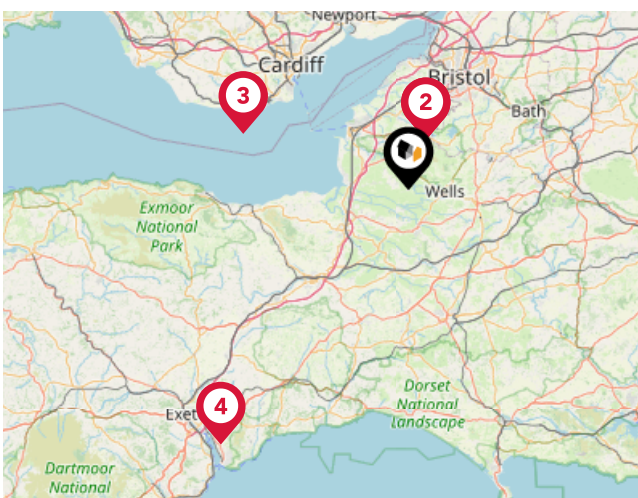 Newport
Cardiff
Bristol
3
2
Bath
Wells
Exmoor
National
Park
Dorset
National
Landscape
4
Exet
Dartmoor
National